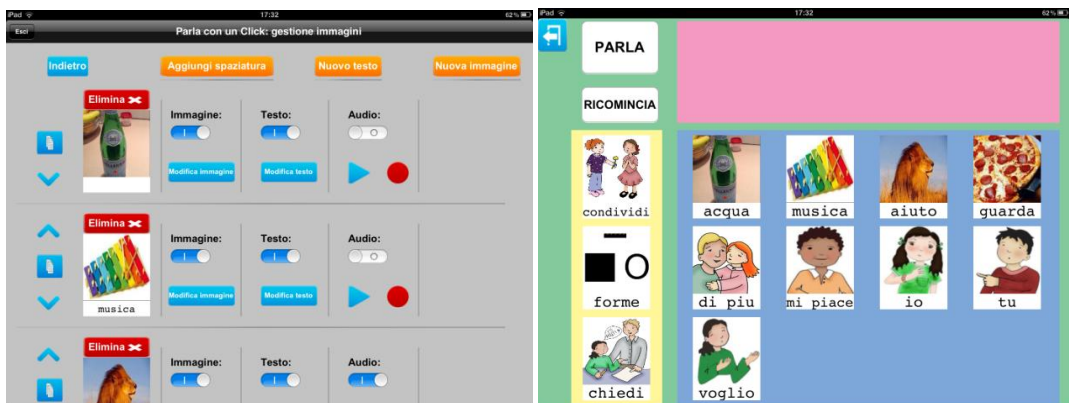 iPad 17:32 62%
Esci Parla con un Click: gestione immagini
Indietro Aggiungi spaziatura Nuovo testo Nuova immagine
Elimina
Immagine: Testo: Audio:
Modifica immagine Modifica testo
Elimina
Immagine: Testo: Audio:
Modifica immagine Modifica testo
musica
Elimina
Immagine: Testo: Audio:
iPad 17:32 62%
PARLA
RICOMINCIA
condividi
forme
chiedi
acqua musica aiuto guarda
di piu mi piace io tu
voglio